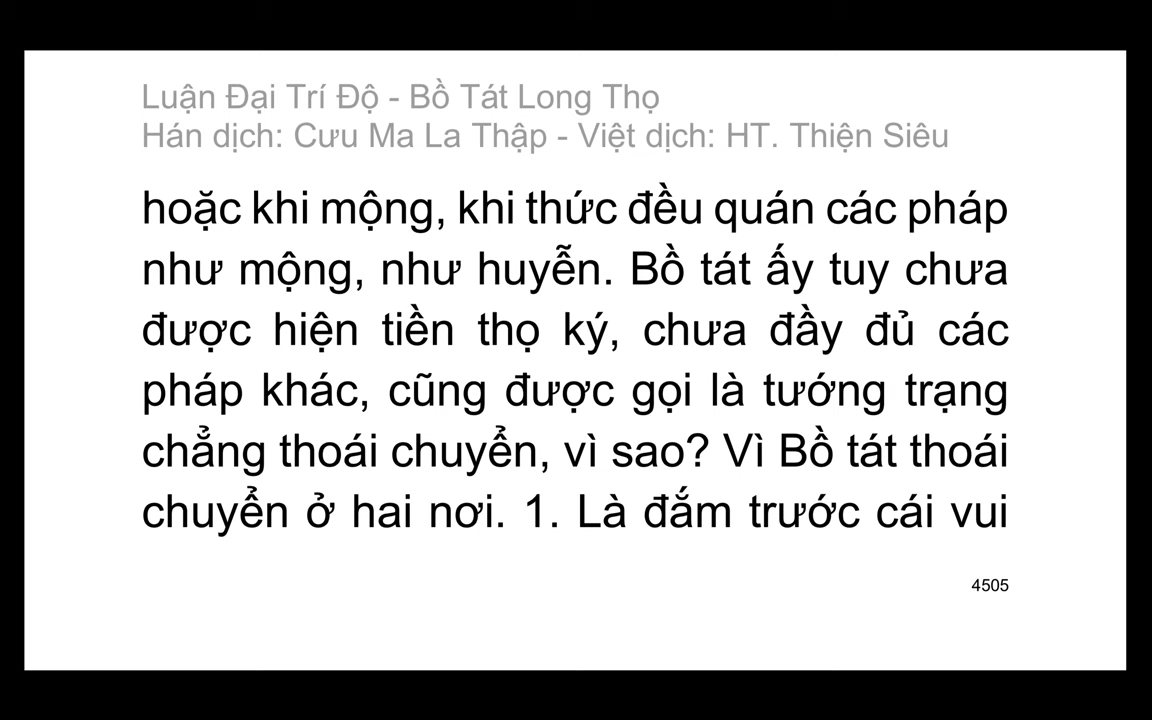 Luận Đại Trí Độ - Bồ Tát Long Thọ
Hán dịch: Cưu Ma La Thập - Việt dịch: HT. Thiện Siêu
hoặc khi mộng, khi thức đều quán các pháp
như mộng, như huyễn. Bồ tát ấy tuy chưa
được hiện tiền thọ ký, chưa đầy đủ các
pháp khác, cũng được gọi là tướng trạng
chẳng thoái chuyển, vì sao? Vì Bồ tát thoái
chuyển ở hai nơi. 1. Là đắm trước cái vui
4505